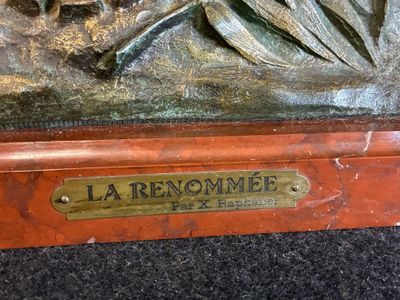 LA RENOMMÉE
Par X. Raphanel